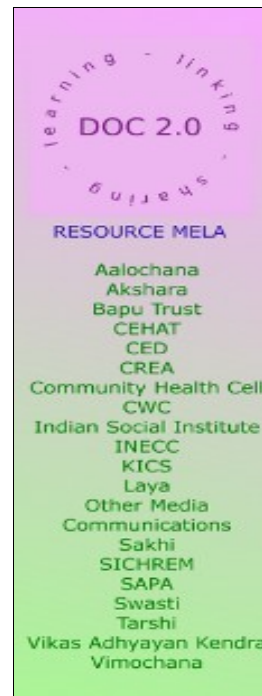 learning - linking - sharing -
DOC 2.0
RESOURCE MELA
Aalochana
Akshara
Bapu Trust
CEHAT
CED
CREA
Community Health Cell
CWC
Indian Social Institute
INECC
KICS
Laya
Other Media
Communications
Sakhi
SICHREM
SAPA
Swasti
Tarshi
Vikas Adhyayan Kendra
Vimochana